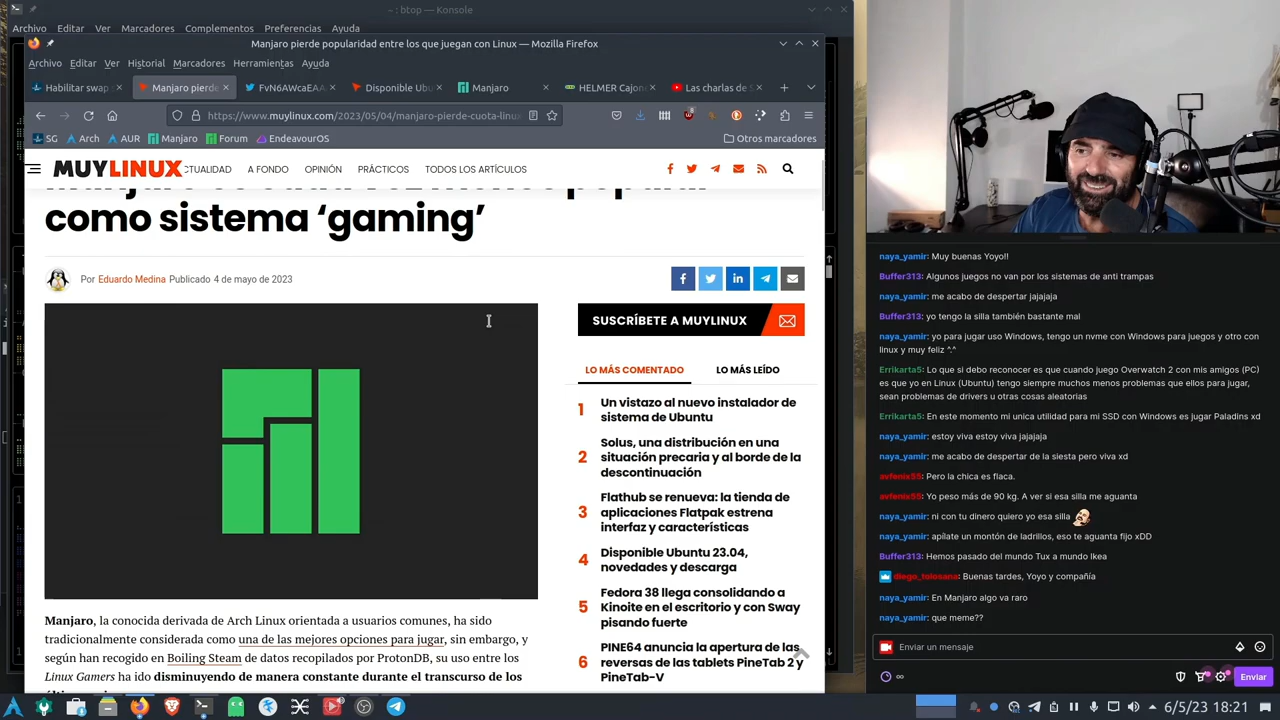 ~ : btop — Konsole
Archivo Editar Ver Marcadores Complementos Preferencias Ayuda
Manjaro pierde popularidad entre los que juegan con Linux — Mozilla Firefox
Archivo Editar Ver Historial Marcadores Herramientas Ayuda
Habilitar swap
Manjaro pierde
FvN6AWcaEAA
Disponible Ubu
Manjaro
HELMER Cajon
Las charlas de S
https://www.muylinux.com/2023/05/04/manjaro-pierde-cuota-linux
SG Arch AUR Manjaro Forum EndeavourOS Otros marcadores
MUYLINUX CTUALIDAD A FONDO OPINIÓN PRÁCTICOS TODOS LOS ARTÍCULOS
como sistema ‘gaming’
Por Eduardo Medina Publicado 4 de mayo de 2023
SUSCRÍBETE A MUYLINUX
LO MÁS COMENTADO LO MÁS LEÍDO
1 Un vistazo al nuevo instalador de
sistema de Ubuntu
2 Solus, una distribución en una
situación precaria y al borde de la
descontinuación
3 Flathub se renueva: la tienda de
aplicaciones Flatpak estrena
interfaz y características
4 Disponible Ubuntu 23.04,
novedades y descarga
5 Fedora 38 llega consolidando a
Kinoite en el escritorio y con Sway
pisando fuerte
6 PINE64 anuncia la apertura de las
reversas de las tablets PineTab 2 y
PineTab-V
Manjaro, la conocida derivada de Arch Linux orientada a usuarios comunes, ha sido
tradicionalmente considerada como una de las mejores opciones para jugar, sin embargo, y
según han recogido en Boiling Steam de datos recopilados por ProtonDB, su uso entre los
Linux Gamers ha ido disminuyendo de manera constante durante el transcurso de los
naya_yamir: Muy buenas Yoyo!!
Buffer313: Algunos juegos no van por los sistemas de anti trampas
naya_yamir: me acabo de despertar jajajaja
Buffer313: yo tengo la silla también bastante mal
naya_yamir: yo para jugar uso Windows, tengo un nvme con Windows para juegos y otro con
linux y muy feliz ^.^
Errikarta5: Lo que si debo reconocer es que cuando juego Overwatch 2 con mis amigos (PC)
es que yo en Linux (Ubuntu) tengo siempre muchos menos problemas que ellos para jugar,
sean problemas de drivers u otras cosas aleatorias
Errikarta5: En este momento mi unica utilidad para mi SSD con Windows es jugar Paladins xd
naya_yamir: estoy viva estoy viva jajajaja
naya_yamir: me acabo de despertar de la siesta pero viva xd
avfenix55: Pero la chica es flaca.
avfenix55: Yo peso más de 90 kg. A ver si esa silla me aguanta
naya_yamir: ni con tu dinero quiero yo esa silla
naya_yamir: apílate un montón de ladrillos, eso te aguanta fijo xDD
Buffer313: Hemos pasado del mundo Tux a mundo Ikea
diego_tolosana: Buenas tardes, Yoyo y compañía
naya_yamir: En Manjaro algo va raro
naya_yamir: que meme??
Enviar un mensaje
Enviar
6/5/23 18:21